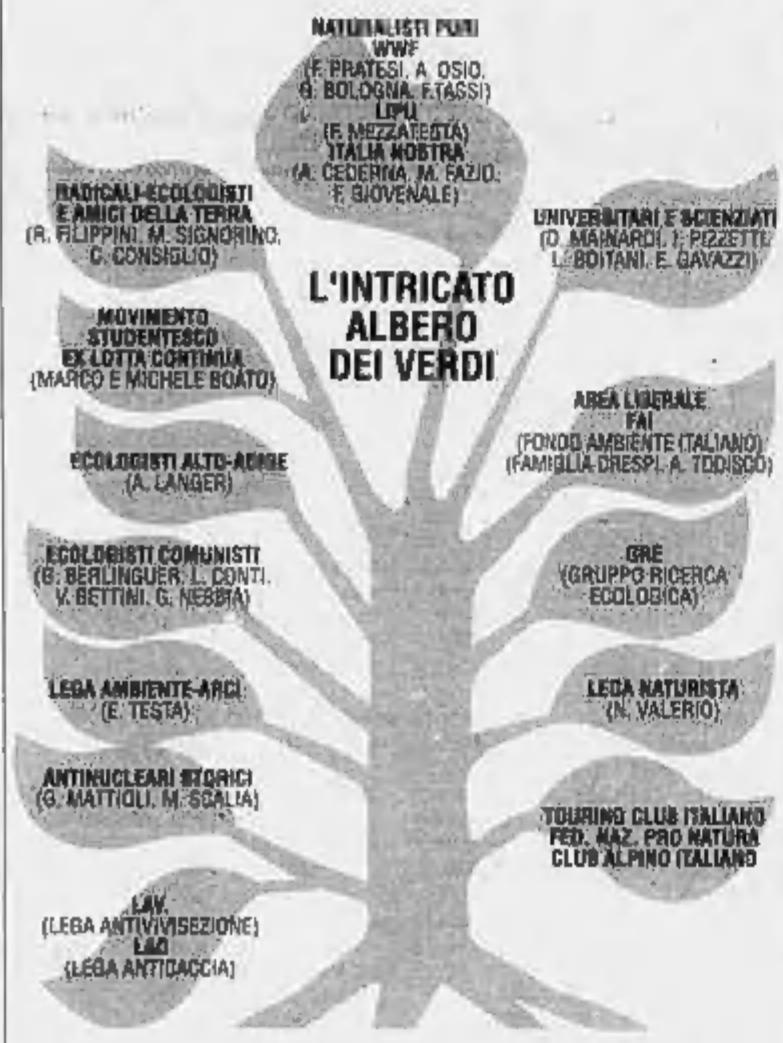 NATURALISTI PURI
WWF
(F. PRATESI, A. OSIO,
G. BOLOGNA, F. TASSI)
LIPU
(F. MEZZATESTA)
ITALIA NOSTRA
(A. CEDERNA, M. FAZIO,
F. GIOVENALE)
RADICALI-ECOLOGISTI
E AMICI DELLA TERRA
(R. FILIPPINI, M. SIGNORINO,
C. CONSIGLIO)
UNIVERSITARI E SCIENZIATI
(D. MAINARDI, I. PIZZETTI,
L. BOITANI, E. GAVAZZI)
L'INTRICATO
ALBERO
DEI VERDI
MOVIMENTO
STUDENTESCO
EX LOTTA CONTINUA
(MARCO E MICHELE BOATO)
AREA LIBERALE
FAI
(FONDO AMBIENTE ITALIANO)
(FAMIGLIA CRESPI, A. TODISCO)
ECOLOGISTI ALTO-ADIGE
(A. LANGER)
ECOLOGISTI COMUNISTI
(G. BERLINGUER, L. CONTI,
V. BETTINI, G. NEBBIA)
GRE
(GRUPPO RICERCA
ECOLOGICA)
LEGA AMBIENTE-ARCI
(E. TESTA)
LEGA NATURISTA
(N. VALERIO)
ANTINUCLEARI STORICI
(G. MATTIOLI, M. SCALIA)
TOURING CLUB ITALIANO
FED. NAZ. PRO NATURA
CLUB ALPINO ITALIANO
LAV.
(LEGA ANTIVIVISEZIONE)
LAC
(LEGA ANTICACCIA)